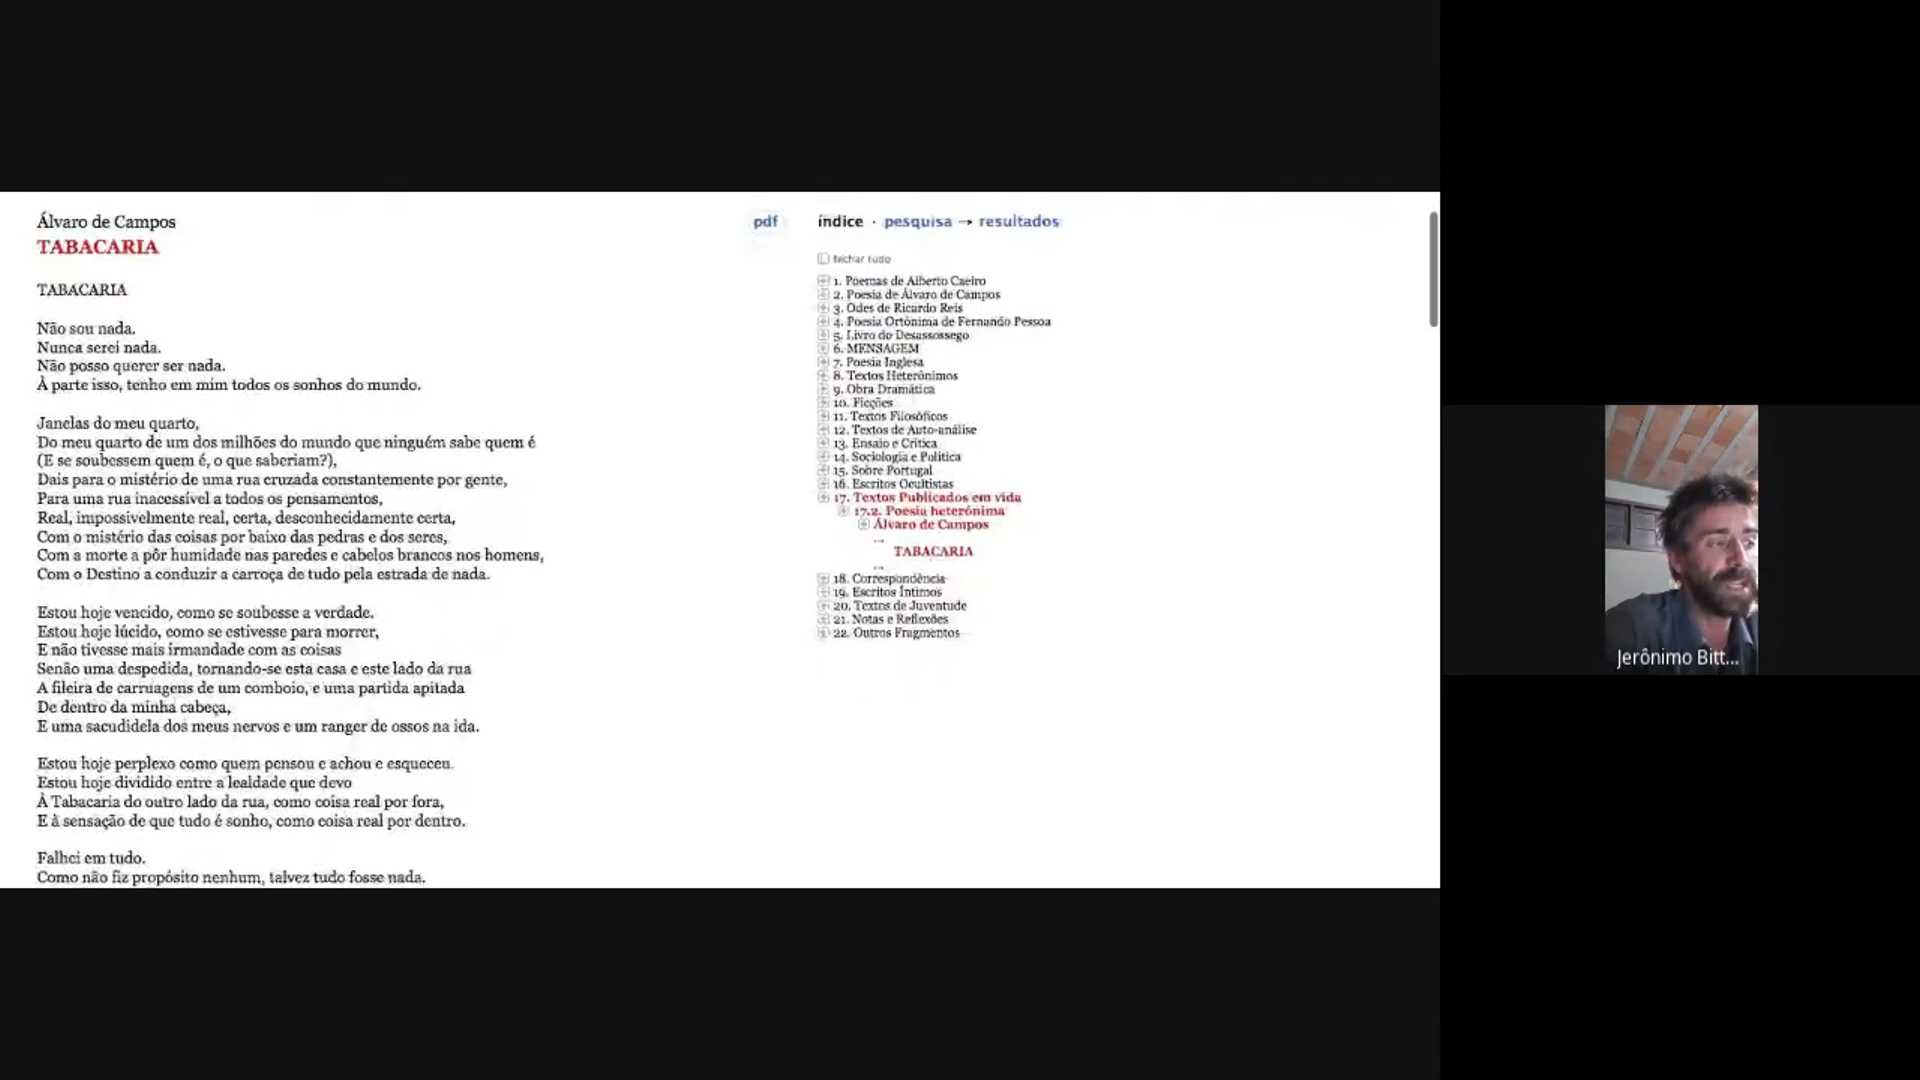 Álvaro de Campos
TABACARIA
TABACARIA
Não sou nada.
Nunca serei nada.
Não posso querer ser nada.
À parte isso, tenho em mim todos os sonhos do mundo.
Janelas do meu quarto,
Do meu quarto de um dos milhões do mundo que ninguém sabe quem é
(E se soubessem quem é, o que saberiam?),
Dais para o mistério de uma rua cruzada constantemente por gente,
Para uma rua inacessível a todos os pensamentos,
Real, impossivelmente real, certa, desconhecidamente certa,
Com o mistério das coisas por baixo das pedras e dos seres,
Com a morte a pôr humidade nas paredes e cabelos brancos nos homens,
Com o Destino a conduzir a carroça de tudo pela estrada de nada.
Estou hoje vencido, como se soubesse a verdade.
Estou hoje lúcido, como se estivesse para morrer,
E não tivesse mais irmandade com as coisas
Senão uma despedida, tornando-se esta casa e este lado da rua
A fileira de carruagens de um comboio, e uma partida apitada
De dentro da minha cabeça,
E uma sacudidela dos meus nervos e um ranger de ossos na ida.
Estou hoje perplexo como quem pensou e achou e esqueceu.
Estou hoje dividido entre a lealdade que devo
À Tabacaria do outro lado da rua, como coisa real por fora,
E à sensação de que tudo é sonho, como coisa real por dentro.
Falhei em tudo.
Como não fiz propósito nenhum, talvez tudo fosse nada.
pdf
índice · pesquisa → resultados
fechar tudo
1. Poemas de Alberto Caeiro
2. Poesia de Álvaro de Campos
3. Odes de Ricardo Reis
4. Poesia Ortónima de Fernando Pessoa
5. Livro do Desassossego
6. MENSAGEM
7. Poesia Inglesa
8. Textos Heterónimos
9. Obra Dramática
10. Ficções
11. Textos Filosóficos
12. Textos de Auto-análise
13. Ensaio e Crítica
14. Sociologia e Política
15. Sobre Portugal
16. Escritos Ocultistas
17. Textos Publicados em vida
17.2. Poesia heterónima
Álvaro de Campos
...
TABACARIA
...
18. Correspondência
19. Escritos Íntimos
20. Textos de Juventude
21. Notas e Reflexões
22. Outros Fragmentos
Jerônimo Bitt...